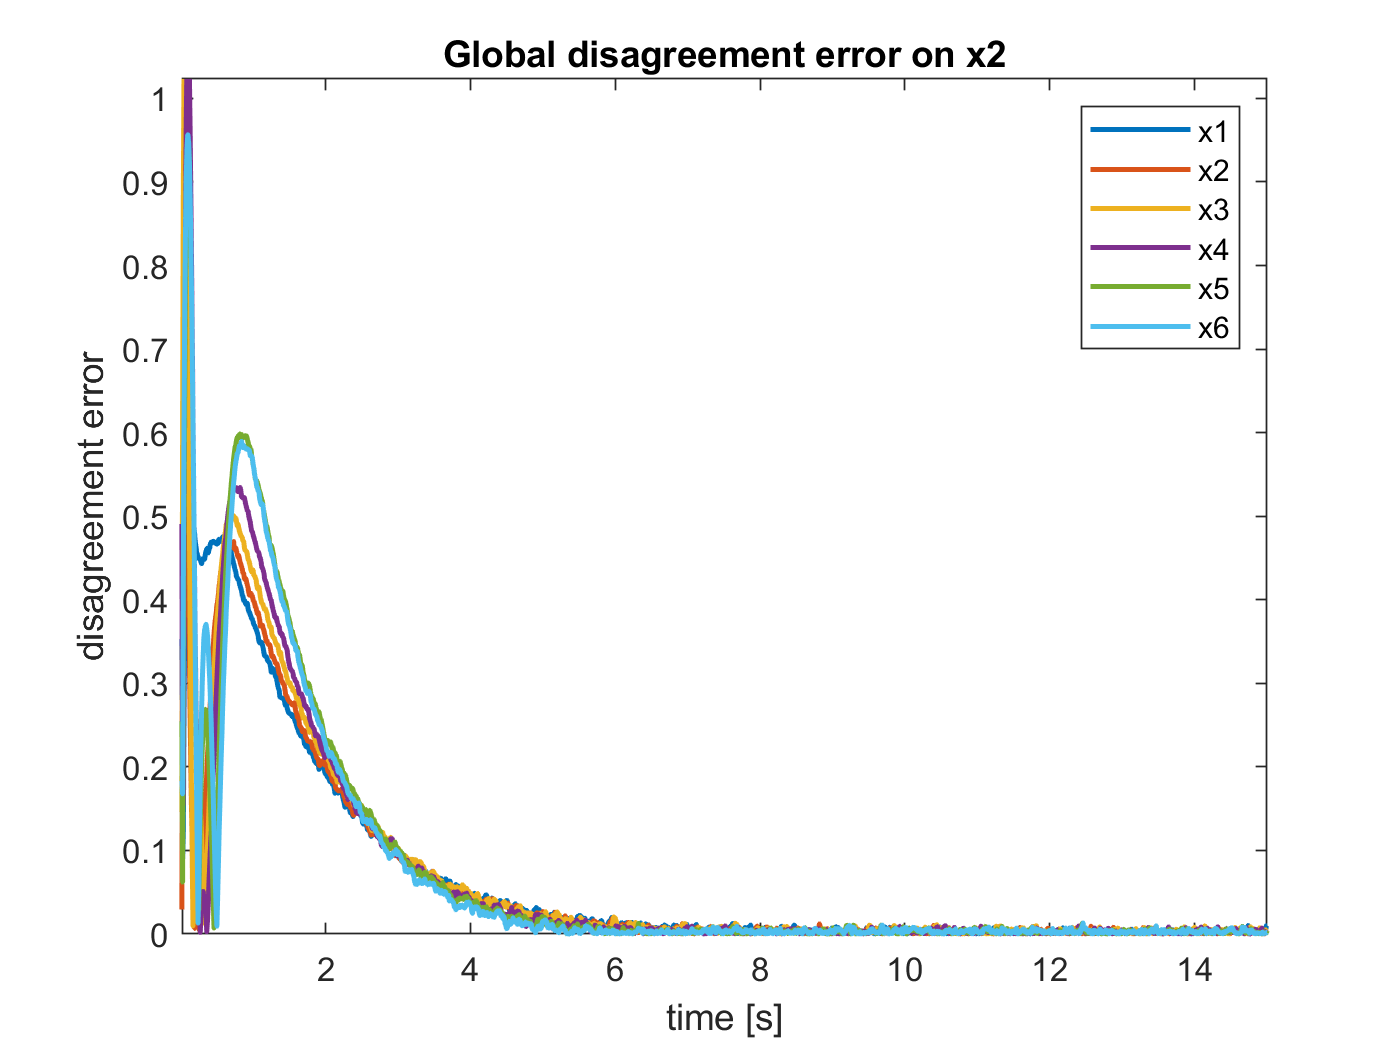 Global disagreement error on x2
1
0.9
0.8
0.7
0.6
0.5
0.4
0.3
0.2
0.1
0
disagreement error
x1
x2
x3
x4
x5
x6
2 4 6 8 10 12 14
time [s]